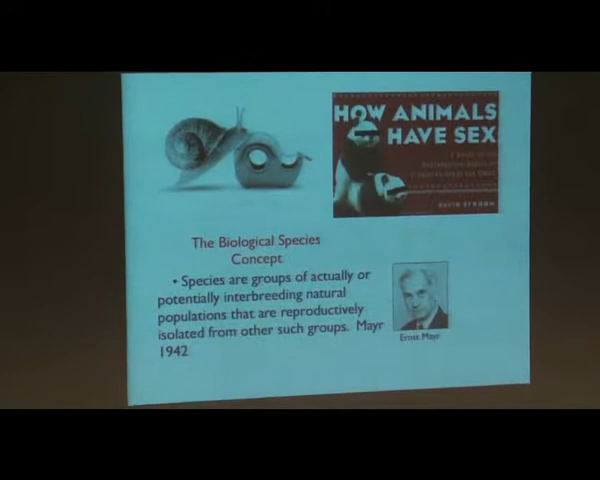 HOW ANIMALS
HAVE SEX
The Biological Species
Concept
• Species are groups of actually or
potentially interbreeding natural
populations that are reproductively
isolated from other such groups. Mayr
1942
Ernst Mayr